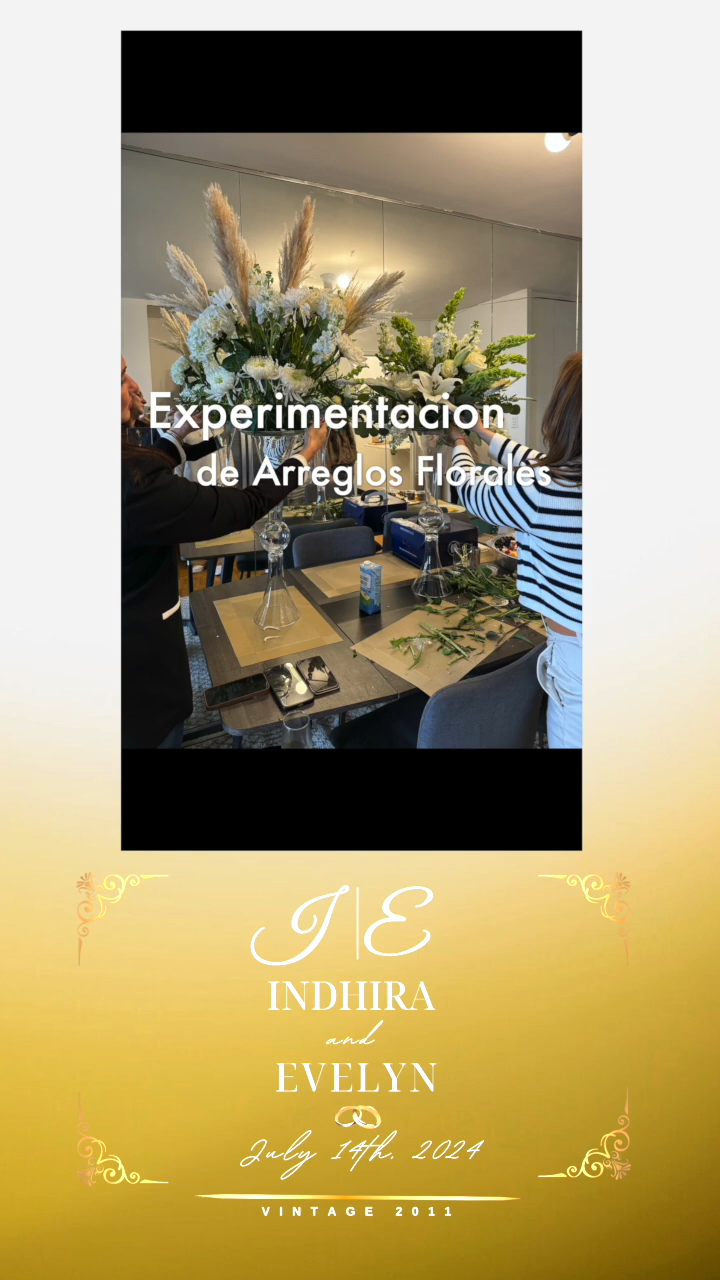 Experimentacion
de Arreglos Florales
I|E
INDHIRA
and
EVELYN
July 14th. 2024
VINTAGE 2011